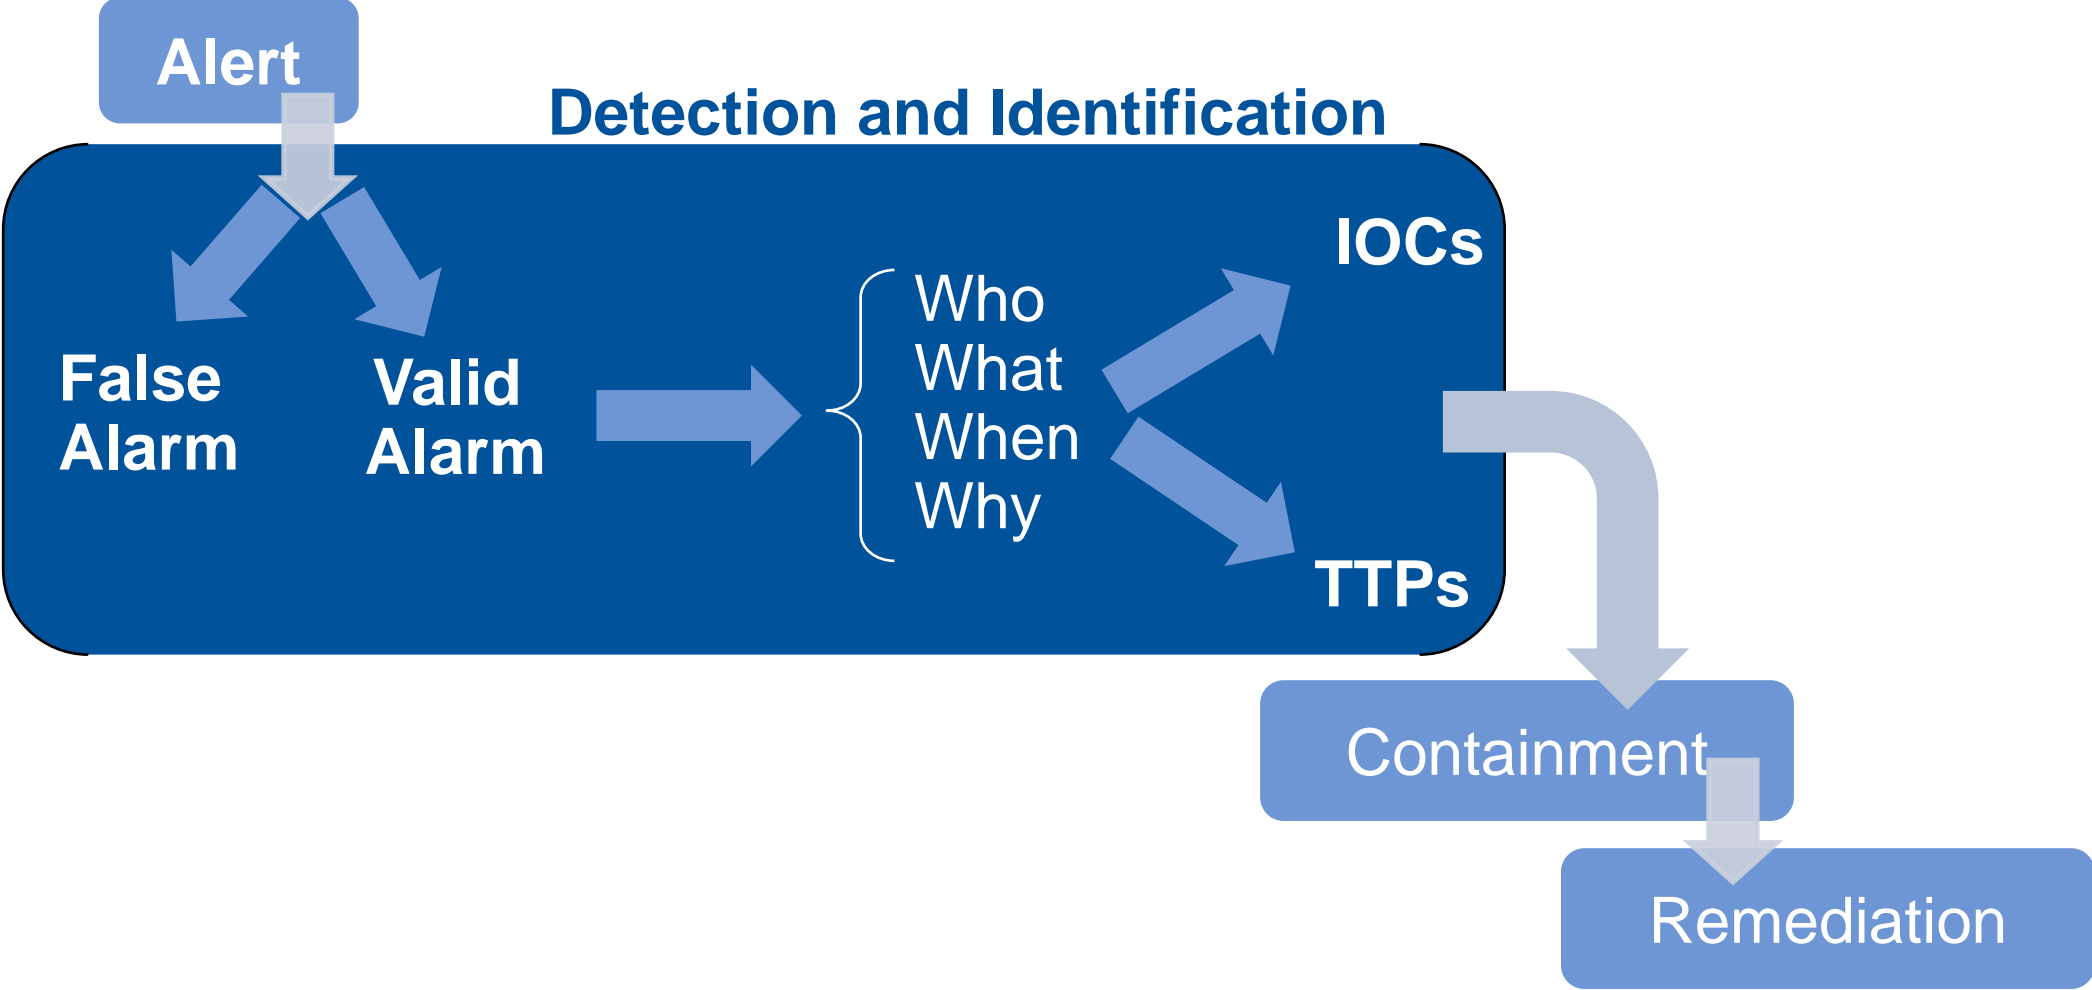 Alert
Detection and Identification
False
Alarm
Valid
Alarm
Who
What
When
Why
IOCs
TTPs
Containment
Remediation